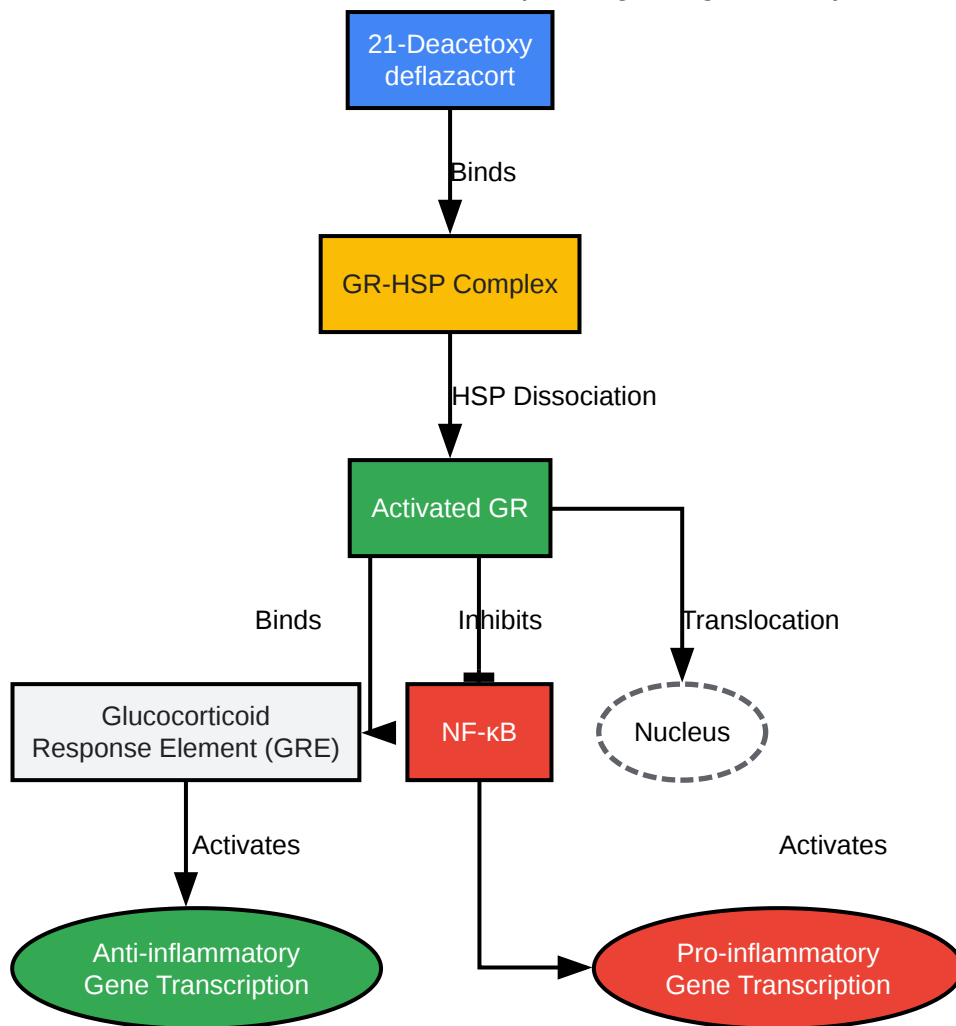 21-Deacetoxy
deflazacort
Binds
GR-HSP Complex
HSP Dissociation
Activated GR
Binds
Inhibits
Translocation
Glucocorticoid
Response Element (GRE)
NF-κB
Nucleus
Activates
Activates
Anti-inflammatory
Gene Transcription
Pro-inflammatory
Gene Transcription